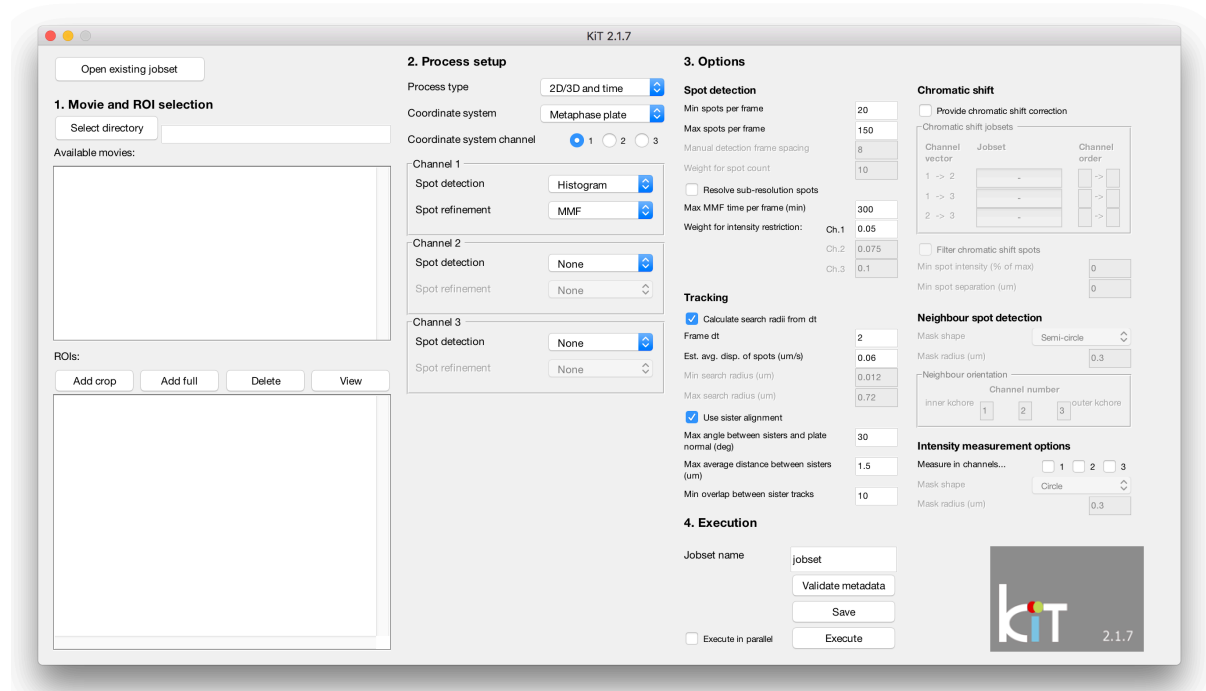 KiT 2.1.7
Open existing jobset
1. Movie and ROI selection
Select directory
Available movies:
ROIs:
Add crop Add full Delete View
2. Process setup
Process type 2D/3D and time
Coordinate system Metaphase plate
Coordinate system channel 1 2 3
Channel 1
Spot detection Histogram
Spot refinement MMF
Channel 2
Spot detection None
Spot refinement None
Channel 3
Spot detection None
Spot refinement None
3. Options
Spot detection
Min spots per frame 20
Max spots per frame 150
Manual detection frame spacing 8
Weight for spot count 10
Resolve sub-resolution spots
Max MMF time per frame (min) 300
Weight for intensity restriction: Ch.1 0.05
Ch.2 0.075
Ch.3 0.1
Tracking
Calculate search radii from dt
Frame dt 2
Est. avg. disp. of spots (um/s) 0.06
Min search radius (um) 0.012
Max search radius (um) 0.72
Use sister alignment
Max angle between sisters and plate
normal (deg) 30
Max average distance between sisters
(um) 1.5
Min overlap between sister tracks 10
4. Execution
Jobset name jobset
Validate metadata
Save
Execute in parallel Execute
Chromatic shift
Provide chromatic shift correction
Chromatic shift jobsets
Channel Jobset Channel
vector order
1 -> 2 - ->
1 -> 3 - ->
2 -> 3 - ->
Filter chromatic shift spots
Min spot intensity (% of max) 0
Min spot separation (um) 0
Neighbour spot detection
Mask shape Semi-circle
Mask radius (um) 0.3
Neighbour orientation
Channel number
inner kchore 1 2 3 outer kchore
Intensity measurement options
Measure in channels... 1 2 3
Mask shape Circle
Mask radius (um) 0.3
kiT
2.1.7